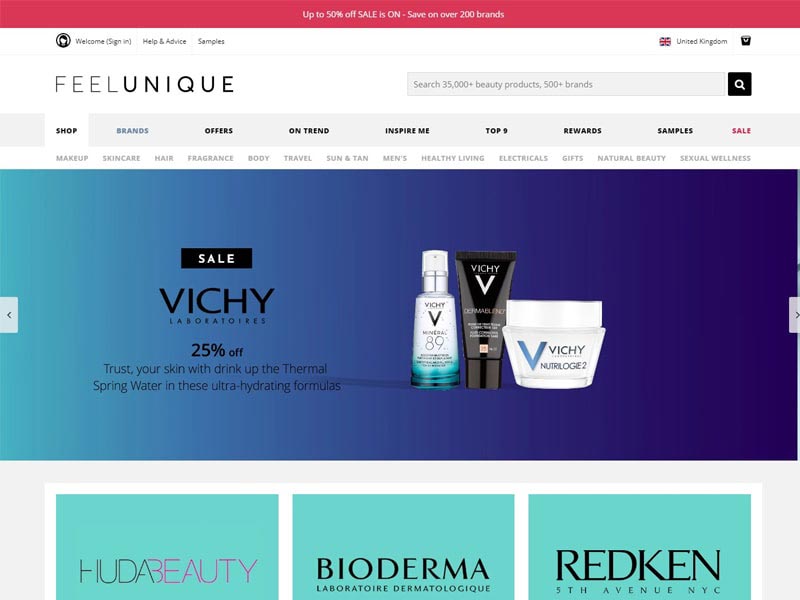 Up to 50% off SALE is ON - Save on over 200 brands
Welcome (Sign in) Help & Advice Samples United Kingdom
FEELUNIQUE
Search 35,000+ beauty products, 500+ brands
SHOP BRANDS OFFERS ON TREND INSPIRE ME TOP 9 REWARDS SAMPLES SALE
MAKEUP SKINCARE HAIR FRAGRANCE BODY TRAVEL SUN & TAN MEN'S HEALTHY LIVING ELECTRICALS GIFTS NATURAL BEAUTY SEXUAL WELLNESS
SALE
VICHY
LABORATOIRES
25% off
Trust, your skin with drink up the Thermal
Spring Water in these ultra-hydrating formulas
VICHY
MINÉRAL
89
VICHY
DERMABLEND
VICHY
NUTRILOGIE 2
HUDABEAUTY
BIODERMA
LABORATOIRE DERMATOLOGIQUE
REDKEN
5TH AVENUE NYC